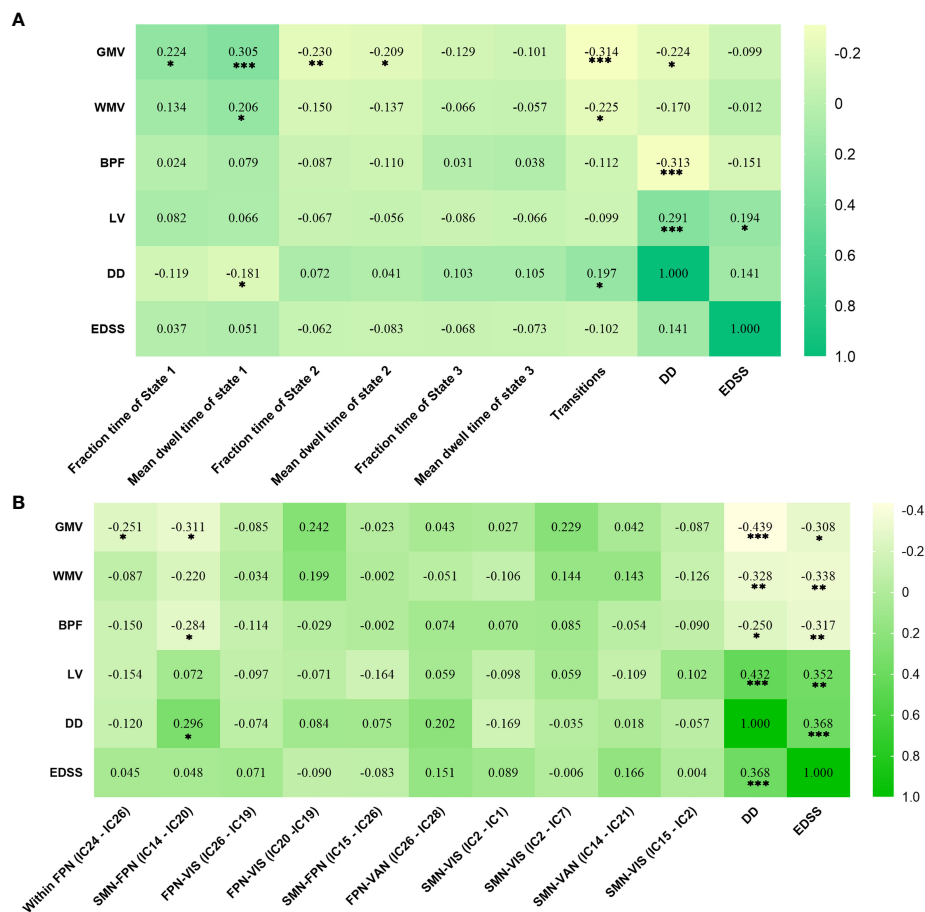 A
GMV 0.224 * 0.305 *** -0.230 ** -0.209 * -0.129 -0.101 -0.314 *** -0.224 * -0.099
WMV 0.134 0.206 * -0.150 -0.137 -0.066 -0.057 -0.225 * -0.170 -0.012
BPF 0.024 0.079 -0.087 -0.110 0.031 0.038 -0.112 -0.313 *** -0.151
LV 0.082 0.066 -0.067 -0.056 -0.086 -0.066 -0.099 0.291 *** 0.194 *
DD -0.119 -0.181 * 0.072 0.041 0.103 0.105 0.197 * 1.000 0.141
EDSS 0.037 0.051 -0.062 -0.083 -0.068 -0.073 -0.102 0.141 1.000
Fraction time of State 1
Mean dwell time of state 1
Fraction time of State 2
Mean dwell time of state 2
Fraction time of State 3
Mean dwell time of state 3
Transitions
DD
EDSS
-0.2
0
0.2
0.4
0.6
0.8
1.0
B
GMV -0.251 * -0.311 * -0.085 0.242 -0.023 0.043 0.027 0.229 0.042 -0.087 -0.439 *** -0.308 *
WMV -0.087 -0.220 -0.034 0.199 -0.002 -0.051 -0.106 0.144 0.143 -0.126 -0.328 ** -0.338 **
BPF -0.150 -0.284 * -0.114 -0.029 -0.002 0.074 0.070 0.085 -0.054 -0.090 -0.250 * -0.317 **
LV -0.154 0.072 -0.097 -0.071 -0.164 0.059 -0.098 0.059 -0.109 0.102 0.432 *** 0.352 **
DD -0.120 0.296 * -0.074 0.084 0.075 0.202 -0.169 -0.035 0.018 -0.057 1.000 0.368 ***
EDSS 0.045 0.048 0.071 -0.090 -0.083 0.151 0.089 -0.006 0.166 0.004 0.368 *** 1.000
Within FPN (IC24 - IC26)
SMN-FPN (IC14 - IC20)
FPN-VIS (IC26 - IC19)
FPN-VIS (IC20 -IC19)
SMN-FPN (IC15 - IC26)
FPN-VAN (IC26 - IC28)
SMN-VIS (IC2 - IC1)
SMN-VIS (IC2 - IC7)
SMN-VAN (IC14 - IC21)
SMN-VIS (IC15 - IC2)
DD
EDSS
-0.4
-0.2
0
0.2
0.4
0.6
0.8
1.0